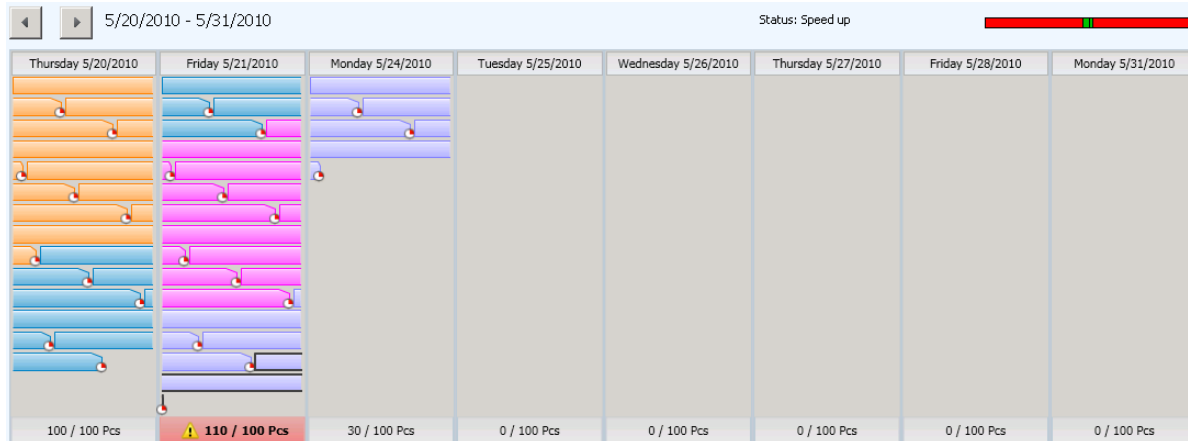 5/20/2010 - 5/31/2010 Status: Speed up
Thursday 5/20/2010 Friday 5/21/2010 Monday 5/24/2010 Tuesday 5/25/2010 Wednesday 5/26/2010 Thursday 5/27/2010 Friday 5/28/2010 Monday 5/31/2010
100 / 100 Pcs 110 / 100 Pcs 30 / 100 Pcs 0 / 100 Pcs 0 / 100 Pcs 0 / 100 Pcs 0 / 100 Pcs 0 / 100 Pcs